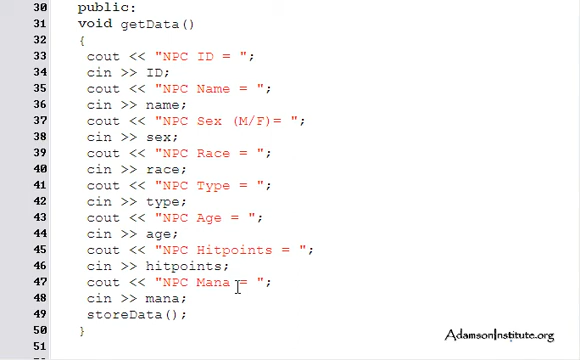 30 public:
31 void getData()
32 {
33 cout << "NPC ID = ";
34 cin >> ID;
35 cout << "NPC Name = ";
36 cin >> name;
37 cout << "NPC Sex (M/F)= ";
38 cin >> sex;
39 cout << "NPC Race = ";
40 cin >> race;
41 cout << "NPC Type = ";
42 cin >> type;
43 cout << "NPC Age = ";
44 cin >> age;
45 cout << "NPC Hitpoints = ";
46 cin >> hitpoints;
47 cout << "NPC Mana = ";
48 cin >> mana;
49 storeData();
50 }
51
AdamsonInstitute.org